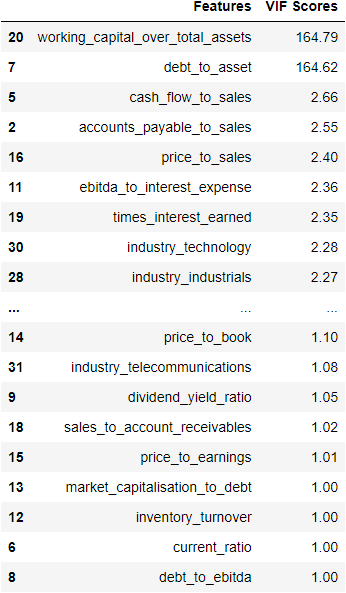 Features VIF Scores
20 working_capital_over_total_assets 164.79
7 debt_to_asset 164.62
5 cash_flow_to_sales 2.66
2 accounts_payable_to_sales 2.55
16 price_to_sales 2.40
11 ebitda_to_interest_expense 2.36
19 times_interest_earned 2.35
30 industry_technology 2.28
28 industry_industrials 2.27
... ... ...
14 price_to_book 1.10
31 industry_telecommunications 1.08
9 dividend_yield_ratio 1.05
18 sales_to_account_receivables 1.02
15 price_to_earnings 1.01
13 market_capitalisation_to_debt 1.00
12 inventory_turnover 1.00
6 current_ratio 1.00
8 debt_to_ebitda 1.00